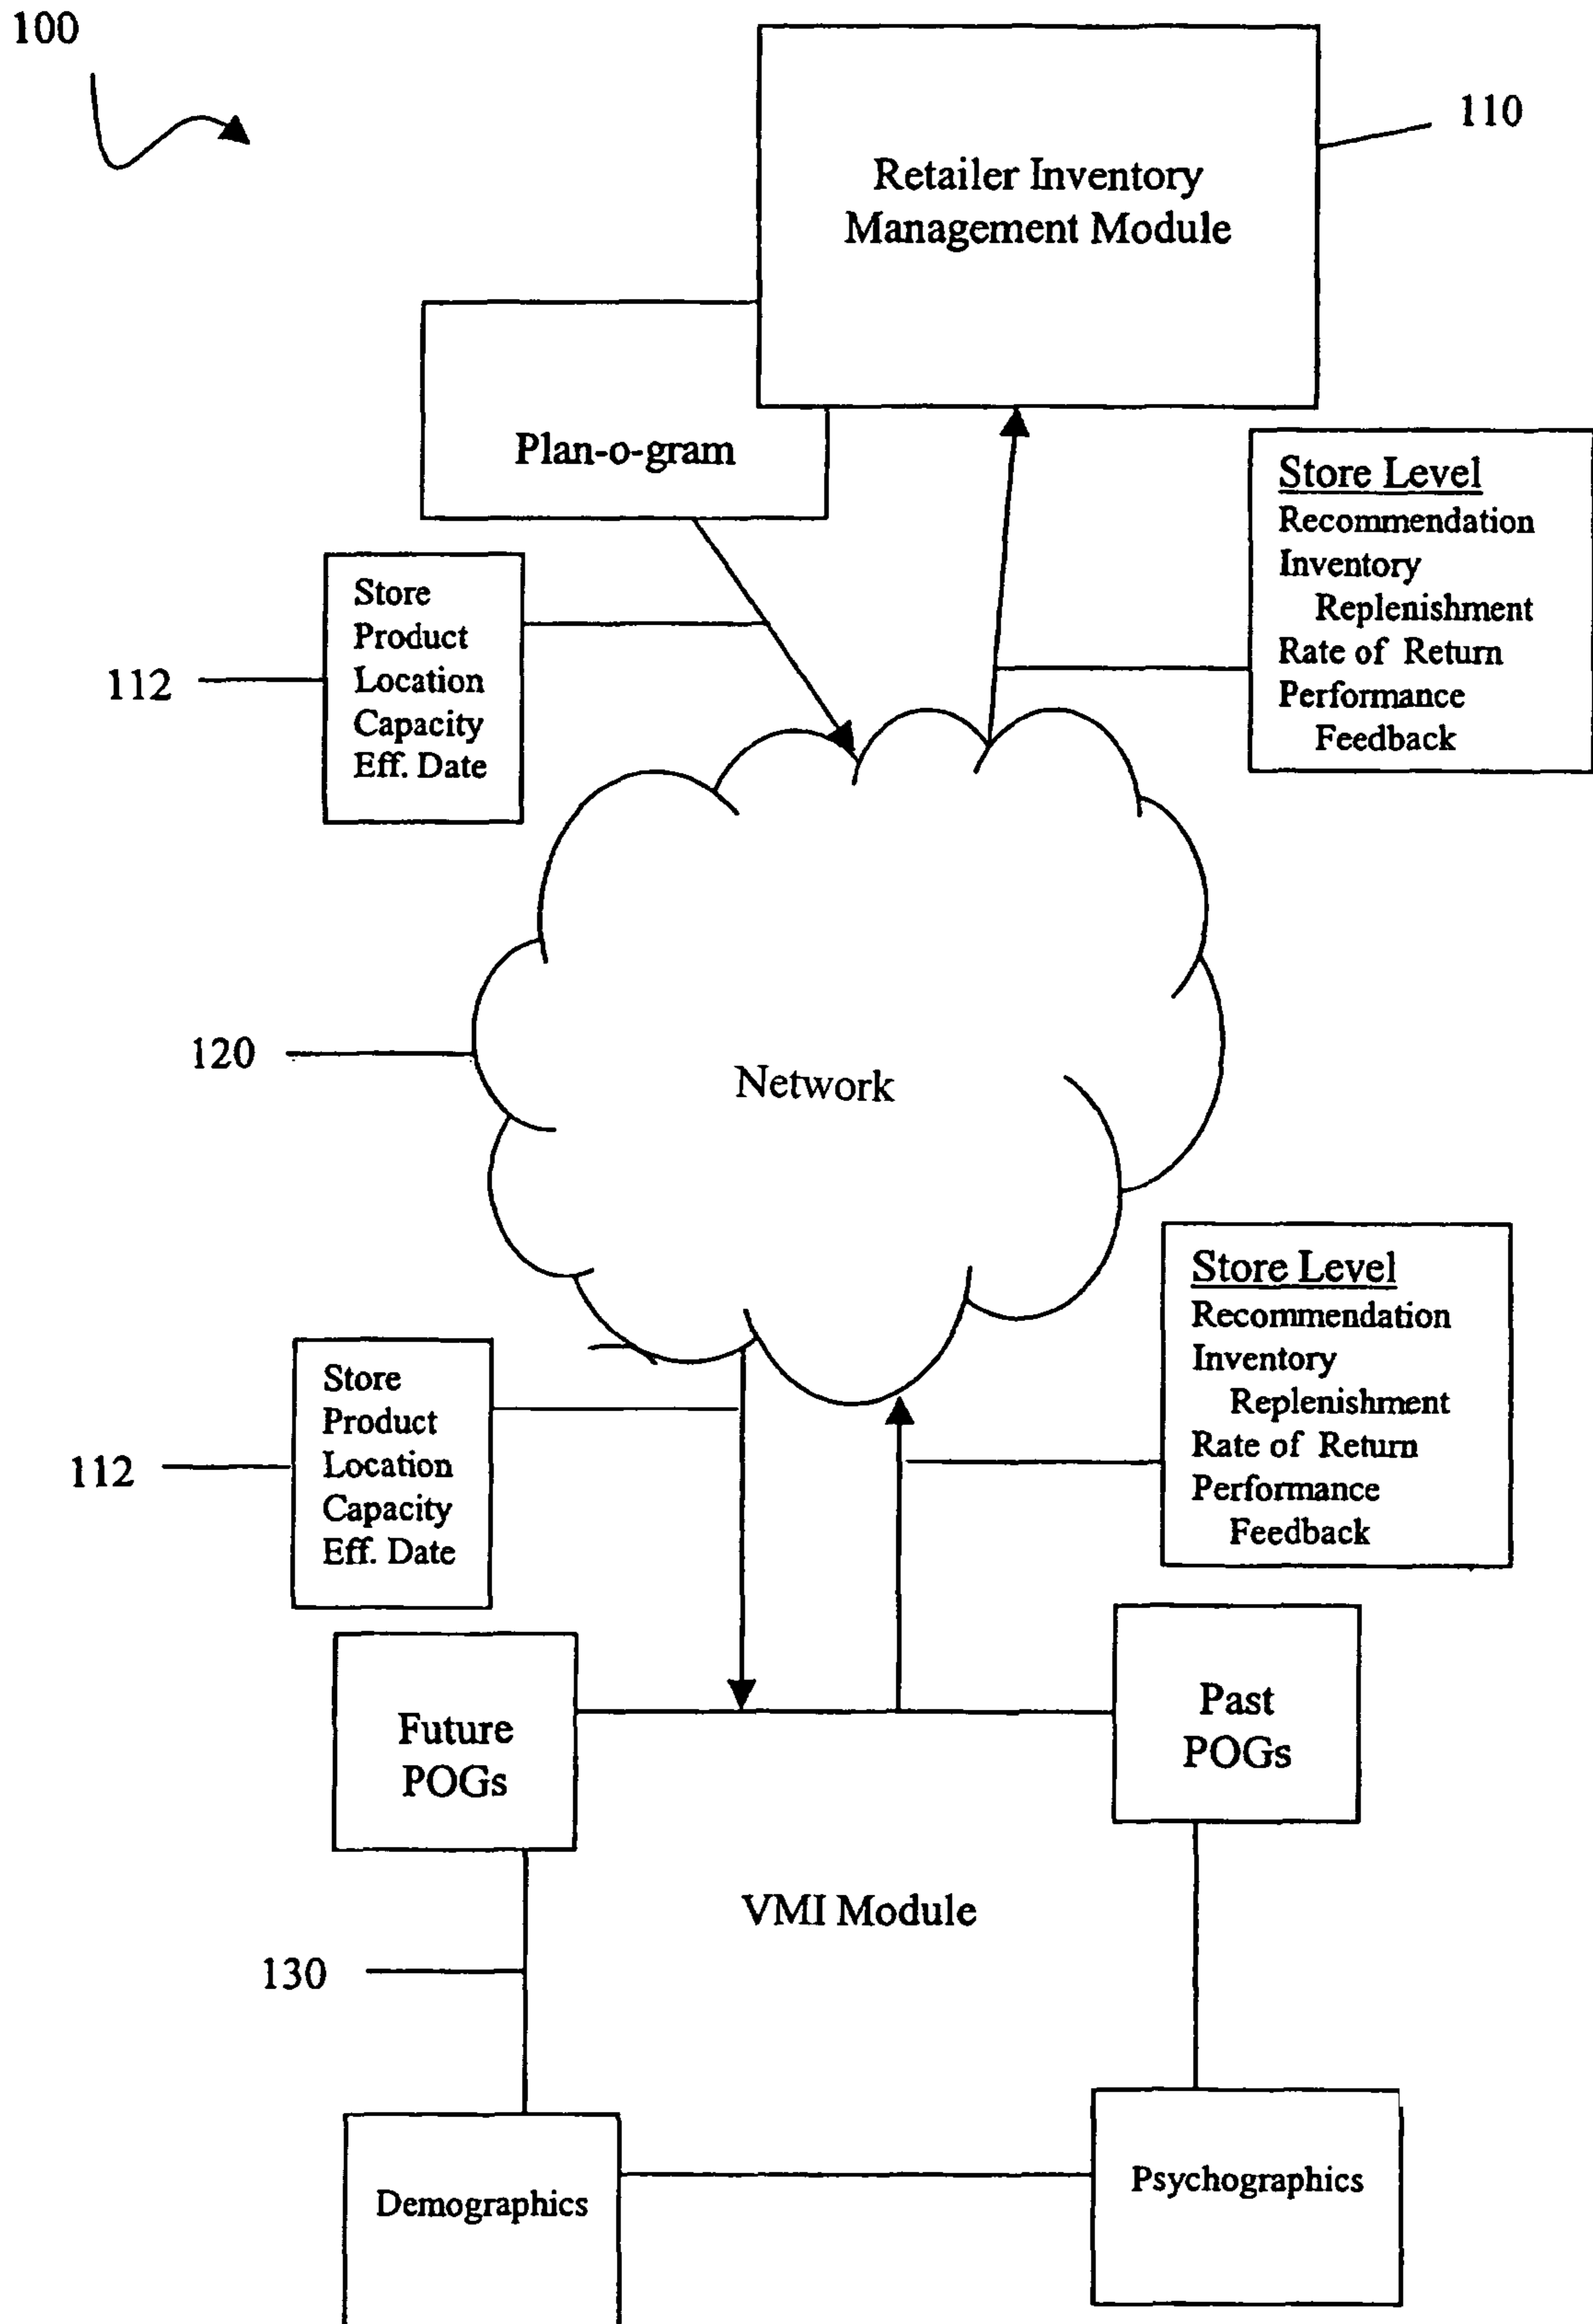 100
110
Retailer Inventory
Management Module
Plan-o-gram
Store Level
Recommendation
Inventory
Replenishment
Rate of Return
Performance
Feedback
Store
Product
Location
Capacity
Eff. Date
112
120
Network
Store Level
Recommendation
Inventory
Replenishment
Rate of Return
Performance
Feedback
Store
Product
Location
Capacity
Eff. Date
112
Future
POGs
Past
POGs
VMI Module
130
Demographics
Psychographics